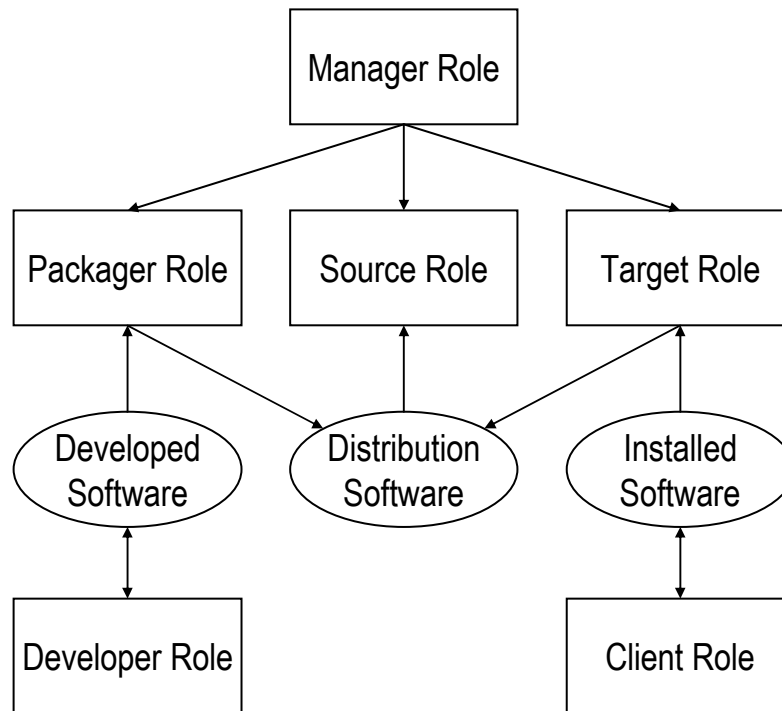 Manager Role
Packager Role
Source Role
Target Role
Developed
Software
Distribution
Software
Installed
Software
Developer Role
Client Role